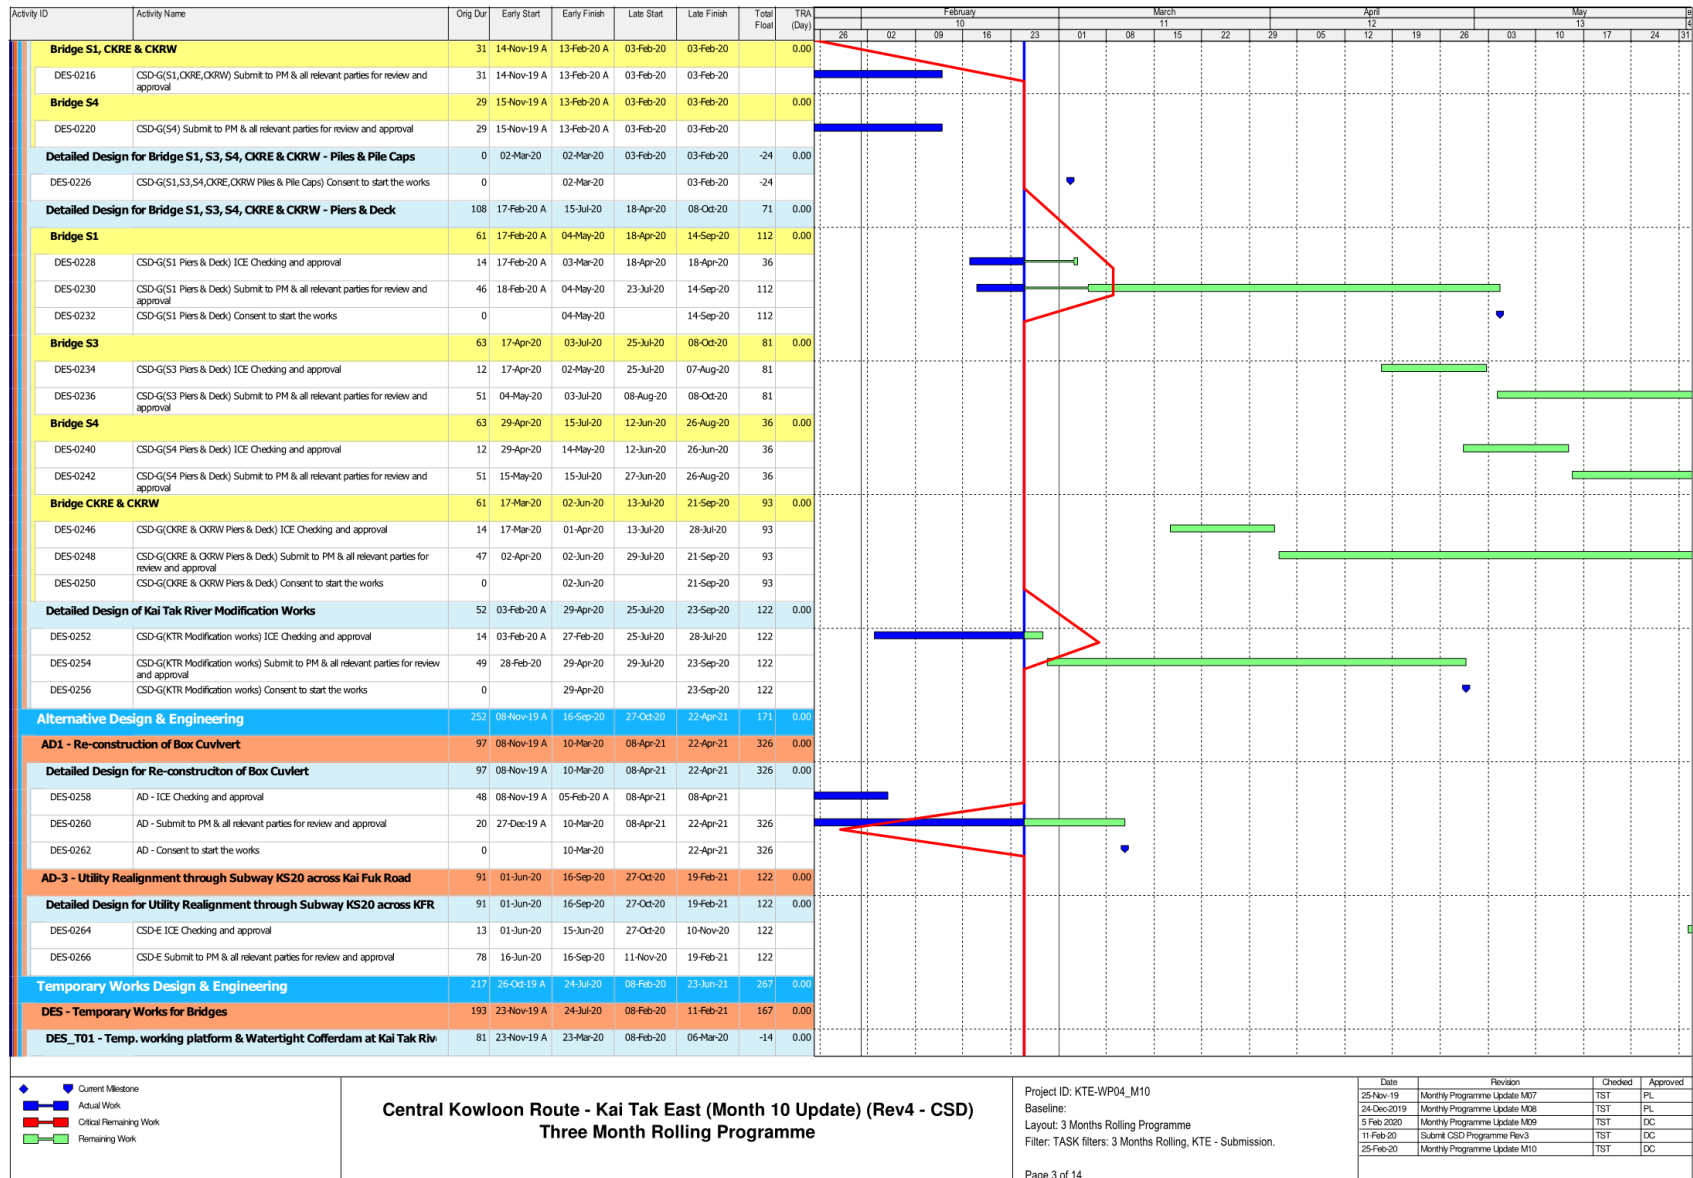 Activity ID Activity Name Orig Dur Early Start Early Finish Late Start Late Finish Total Float TRA (Day)
February March April May
10 11 12 13 4
26 02 09 16 23 01 08 15 22 29 05 12 19 26 03 10 17 24 31
Bridge S1, CKRE & CKRW 31 14-Nov-19 A 13-Feb-20 A 03-Feb-20 03-Feb-20 0.00
DES-0216 CSD-G(S1,CKRE,CKRW) Submit to PM & all relevant parties for review and 31 14-Nov-19 A 13-Feb-20 A 03-Feb-20 03-Feb-20
approval
Bridge S4 29 15-Nov-19 A 13-Feb-20 A 03-Feb-20 03-Feb-20 0.00
DES-0220 CSD-G(S4) Submit to PM & all relevant parties for review and approval 29 15-Nov-19 A 13-Feb-20 A 03-Feb-20 03-Feb-20
Detailed Design for Bridge S1, S3, S4, CKRE & CKRW - Piles & Pile Caps 0 02-Mar-20 02-Mar-20 03-Feb-20 03-Feb-20 -24 0.00
DES-0226 CSD-G(S1,S3,S4,CKRE,CKRW Piles & Pile Caps) Consent to start the works 0 02-Mar-20 03-Feb-20 -24
Detailed Design for Bridge S1, S3, S4, CKRE & CKRW - Piers & Deck 108 17-Feb-20 A 15-Jul-20 18-Apr-20 08-Oct-20 71 0.00
Bridge S1 61 17-Feb-20 A 04-May-20 18-Apr-20 14-Sep-20 112 0.00
DES-0228 CSD-G(S1 Piers & Deck) ICE Checking and approval 14 17-Feb-20 A 03-Mar-20 18-Apr-20 18-Apr-20 36
DES-0230 CSD-G(S1 Piers & Deck) Submit to PM & all relevant parties for review and 46 18-Feb-20 A 04-May-20 23-Jul-20 14-Sep-20 112
approval
DES-0232 CSD-G(S1 Piers & Deck) Consent to start the works 0 04-May-20 14-Sep-20 112
Bridge S3 63 17-Apr-20 03-Jul-20 25-Jul-20 08-Oct-20 81 0.00
DES-0234 CSD-G(S3 Piers & Deck) ICE Checking and approval 12 17-Apr-20 02-May-20 25-Jul-20 07-Aug-20 81
DES-0236 CSD-G(S3 Piers & Deck) Submit to PM & all relevant parties for review and 51 04-May-20 03-Jul-20 08-Aug-20 08-Oct-20 81
approval
Bridge S4 63 29-Apr-20 15-Jul-20 12-Jun-20 26-Aug-20 36 0.00
DES-0240 CSD-G(S4 Piers & Deck) ICE Checking and approval 12 29-Apr-20 14-May-20 12-Jun-20 26-Jun-20 36
DES-0242 CSD-G(S4 Piers & Deck) Submit to PM & all relevant parties for review and 51 15-May-20 15-Jul-20 27-Jun-20 26-Aug-20 36
approval
Bridge CKRE & CKRW 61 17-Mar-20 02-Jun-20 13-Jul-20 21-Sep-20 93 0.00
DES-0246 CSD-G(CKRE & CKRW Piers & Deck) ICE Checking and approval 14 17-Mar-20 01-Apr-20 13-Jul-20 28-Jul-20 93
DES-0248 CSD-G(CKRE & CKRW Piers & Deck) Submit to PM & all relevant parties for 47 02-Apr-20 02-Jun-20 29-Jul-20 21-Sep-20 93
review and approval
DES-0250 CSD-G(CKRE & CKRW Piers & Deck) Consent to start the works 0 02-Jun-20 21-Sep-20 93
Detailed Design of Kai Tak River Modification Works 52 03-Feb-20 A 29-Apr-20 25-Jul-20 23-Sep-20 122 0.00
DES-0252 CSD-G(KTR Modification works) ICE Checking and approval 14 03-Feb-20 A 27-Feb-20 25-Jul-20 28-Jul-20 122
DES-0254 CSD-G(KTR Modification works) Submit to PM & all relevant parties for review 49 28-Feb-20 29-Apr-20 29-Jul-20 23-Sep-20 122
and approval
DES-0256 CSD-G(KTR Modification works) Consent to start the works 0 29-Apr-20 23-Sep-20 122
Alternative Design & Engineering 252 08-Nov-19 A 16-Sep-20 27-Oct-20 22-Apr-21 171 0.00
AD1 - Re-construction of Box Cuvlvert 97 08-Nov-19 A 10-Mar-20 08-Apr-21 22-Apr-21 326 0.00
Detailed Design for Re-construciton of Box Cuvlert 97 08-Nov-19 A 10-Mar-20 08-Apr-21 22-Apr-21 326 0.00
DES-0258 AD - ICE Checking and approval 48 08-Nov-19 A 05-Feb-20 A 08-Apr-21 08-Apr-21
DES-0260 AD - Submit to PM & all relevant parties for review and approval 20 27-Dec-19 A 10-Mar-20 08-Apr-21 22-Apr-21 326
DES-0262 AD - Consent to start the works 0 10-Mar-20 22-Apr-21 326
AD-3 - Utility Realignment through Subway KS20 across Kai Fuk Road 91 01-Jun-20 16-Sep-20 27-Oct-20 19-Feb-21 122 0.00
Detailed Design for Utility Realignment through Subway KS20 across KFR 91 01-Jun-20 16-Sep-20 27-Oct-20 19-Feb-21 122 0.00
DES-0264 CSD-E ICE Checking and approval 13 01-Jun-20 15-Jun-20 27-Oct-20 10-Nov-20 122
DES-0266 CSD-E Submit to PM & all relevant parties for review and approval 78 16-Jun-20 16-Sep-20 11-Nov-20 19-Feb-21 122
Temporary Works Design & Engineering 217 26-Oct-19 A 24-Jul-20 08-Feb-20 23-Jun-21 267 0.00
DES - Temporary Works for Bridges 193 23-Nov-19 A 24-Jul-20 08-Feb-20 11-Feb-21 167 0.00
DES_T01 - Temp. working platform & Watertight Cofferdam at Kai Tak Riv 81 23-Nov-19 A 23-Mar-20 08-Feb-20 06-Mar-20 -14 0.00
Current Milestone
Actual Work
Critical Remaining Work
Remaining Work
Central Kowloon Route - Kai Tak East (Month 10 Update) (Rev4 - CSD)
Three Month Rolling Programme
Project ID: KTE-WP04_M10
Baseline:
Layout: 3 Months Rolling Programme
Filter: TASK filters: 3 Months Rolling, KTE - Submission.
Page 3 of 14
Date Revision Checked Approved
25-Nov-19 Monthly Programme Update M07 TST PL
24-Dec-2019 Monthly Programme Update M08 TST PL
5 Feb 2020 Monthly Programme Update M09 TST DC
11-Feb-20 Submit CSD Programme Rev3 TST DC
25-Feb-20 Monthly Programme Update M10 TST DC